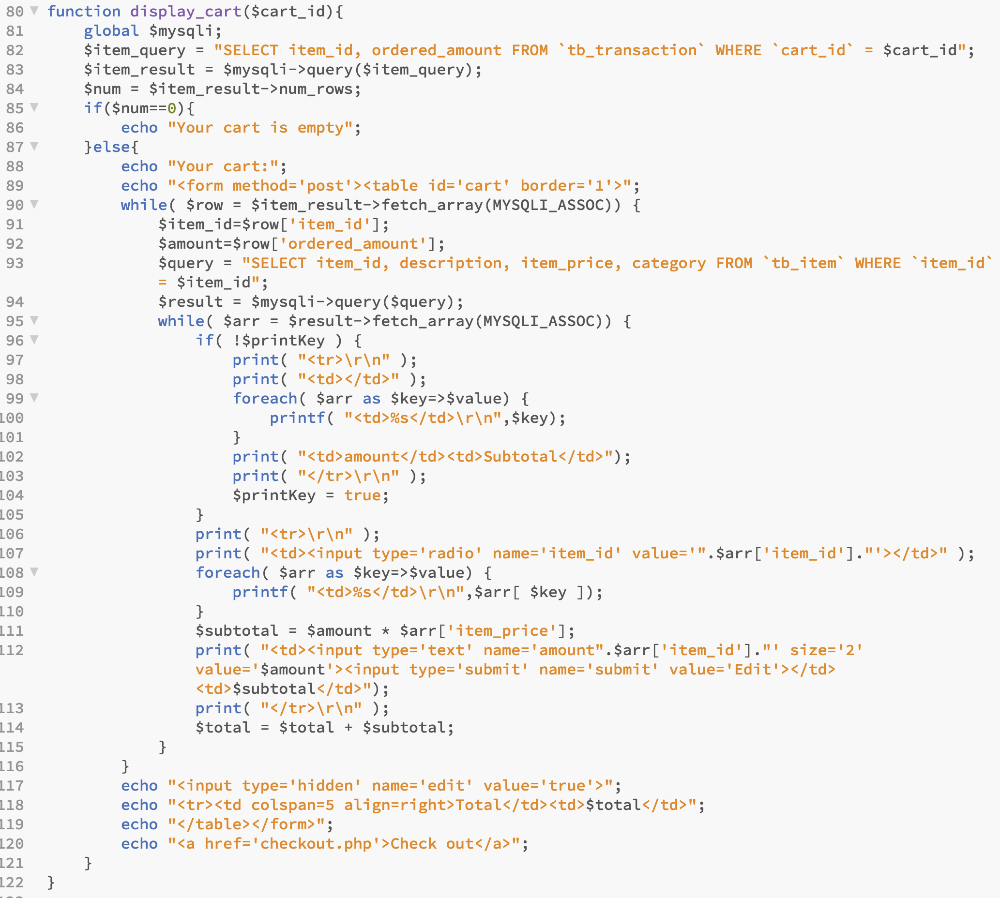 80 function display_cart($cart_id){
81 global $mysqli;
82 $item_query = "SELECT item_id, ordered_amount FROM `tb_transaction` WHERE `cart_id` = $cart_id";
83 $item_result = $mysqli->query($item_query);
84 $num = $item_result->num_rows;
85 if($num==0){
86 echo "Your cart is empty";
87 }else{
88 echo "Your cart:";
89 echo "<form method='post'><table id='cart' border='1'>";
90 while( $row = $item_result->fetch_array(MYSQLI_ASSOC)) {
91 $item_id=$row['item_id'];
92 $amount=$row['ordered_amount'];
93 $query = "SELECT item_id, description, item_price, category FROM `tb_item` WHERE `item_id`
= $item_id";
94 $result = $mysqli->query($query);
95 while( $arr = $result->fetch_array(MYSQLI_ASSOC)) {
96 if( !$printKey ) {
97 print( "<tr>\r\n" );
98 print( "<td></td>" );
99 foreach( $arr as $key=>$value) {
100 printf( "<td>%s</td>\r\n",$key);
101 }
102 print( "<td>amount</td><td>Subtotal</td>");
103 print( "</tr>\r\n" );
104 $printKey = true;
105 }
106 print( "<tr>\r\n" );
107 print( "<td><input type='radio' name='item_id' value='".$arr['item_id']."'></td>" );
108 foreach( $arr as $key=>$value) {
109 printf( "<td>%s</td>\r\n",$arr[ $key ]);
110 }
111 $subtotal = $amount * $arr['item_price'];
112 print( "<td><input type='text' name='amount".$arr['item_id']."' size='2'
value='$amount'><input type='submit' name='submit' value='Edit'></td>
<td>$subtotal</td>");
113 print( "</tr>\r\n" );
114 $total = $total + $subtotal;
115 }
116 }
117 echo "<input type='hidden' name='edit' value='true'>";
118 echo "<tr><td colspan=5 align=right>Total</td><td>$total</td>";
119 echo "</table></form>";
120 echo "<a href='checkout.php'>Check out</a>";
121 }
122 }